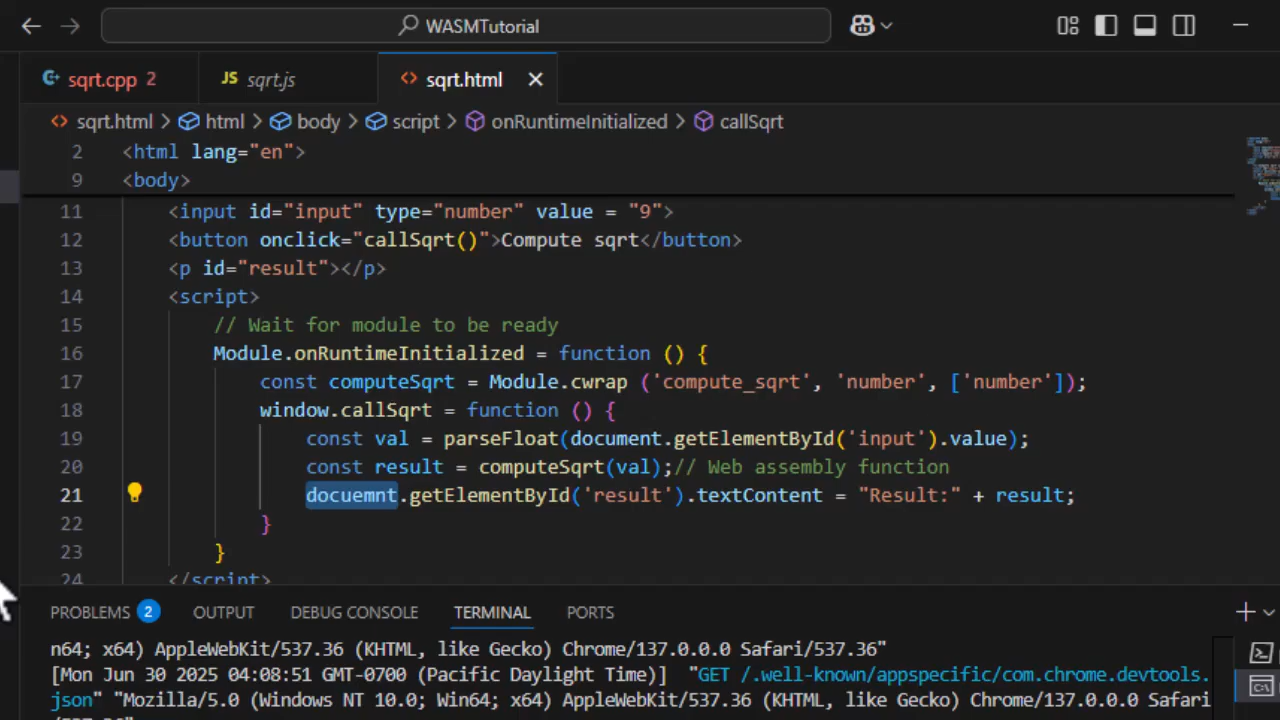 WASMTutorial
sqrt.cpp 2
JS sqrt.js
sqrt.html
sqrt.html > html > body > script > onRuntimeInitialized > callSqrt
2 <html lang="en">
9 <body>
11 <input id="input" type="number" value = "9">
12 <button onclick="callSqrt()">Compute sqrt</button>
13 <p id="result"></p>
14 <script>
15 // Wait for module to be ready
16 Module.onRuntimeInitialized = function () {
17 const computeSqrt = Module.cwrap ('compute_sqrt', 'number', ['number']);
18 window.callSqrt = function () {
19 const val = parseFloat(document.getElementById('input').value);
20 const result = computeSqrt(val);// Web assembly function
21 docuemnt.getElementById('result').textContent = "Result:" + result;
22 }
23 }
24 </script>
PROBLEMS 2 OUTPUT DEBUG CONSOLE TERMINAL PORTS
n64; x64) AppleWebKit/537.36 (KHTML, like Gecko) Chrome/137.0.0.0 Safari/537.36"
[Mon Jun 30 2025 04:08:51 GMT-0700 (Pacific Daylight Time)] "GET /.well-known/appspecific/com.chrome.devtools.
json" "Mozilla/5.0 (Windows NT 10.0; Win64; x64) AppleWebKit/537.36 (KHTML, like Gecko) Chrome/137.0.0.0 Safari
/537.36"